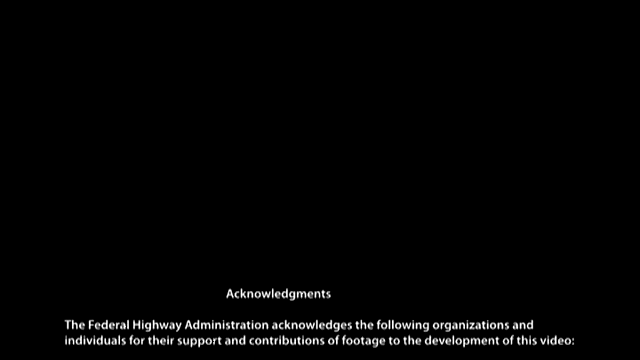 Acknowledgments
The Federal Highway Administration acknowledges the following organizations and
individuals for their support and contributions of footage to the development of this video: